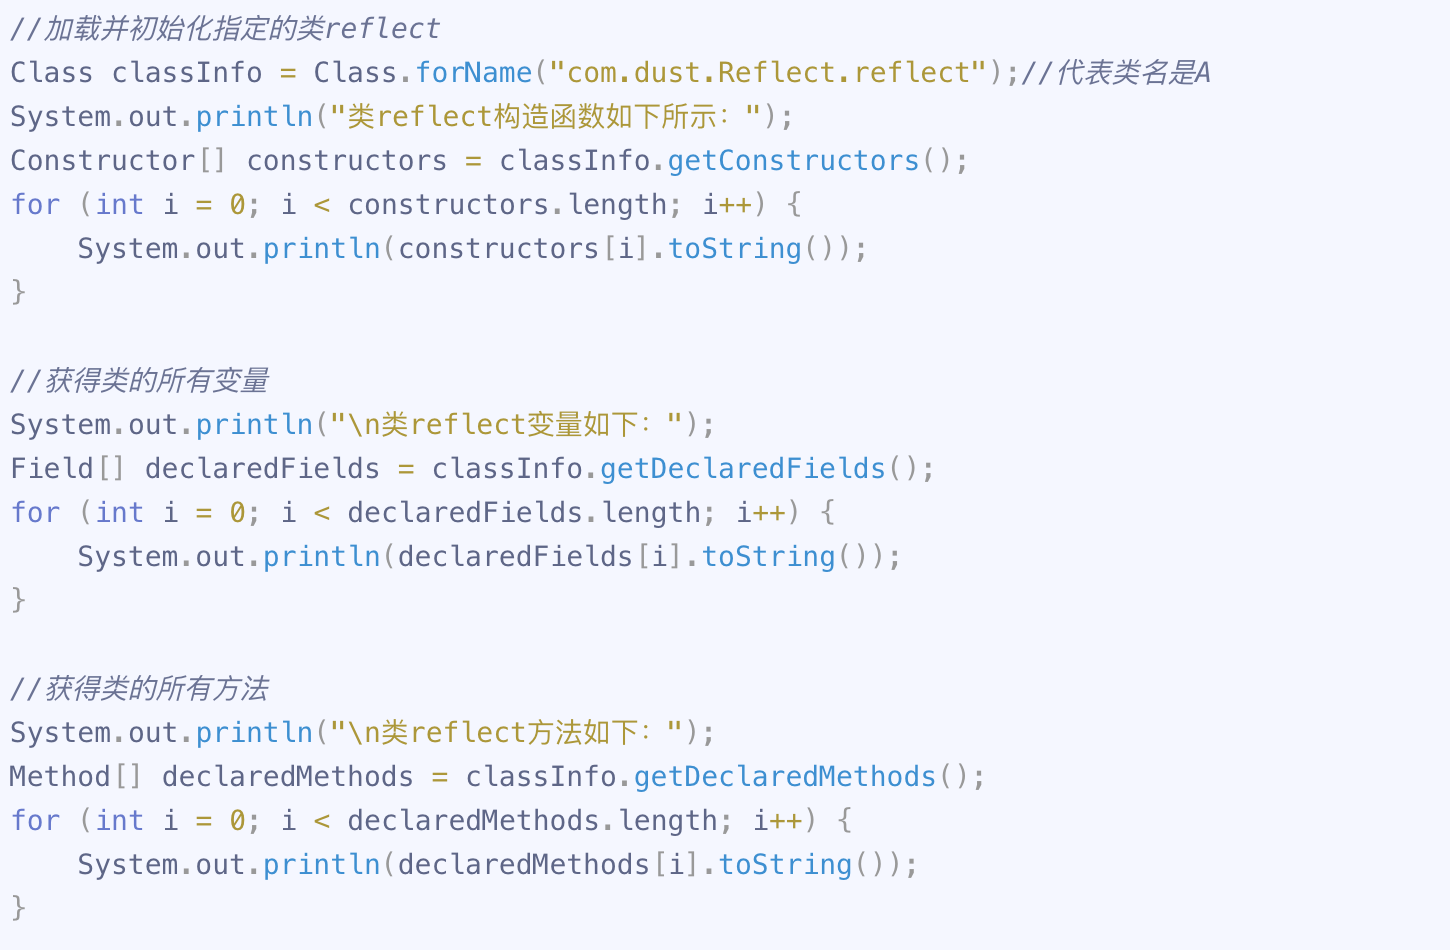 //加载并初始化指定的类reflect
Class classInfo = Class.forName("com.dust.Reflect.reflect");//代表类名是A
System.out.println("类reflect构造函数如下所示：");
Constructor[] constructors = classInfo.getConstructors();
for (int i = 0; i < constructors.length; i++) {
    System.out.println(constructors[i].toString());
}

//获得类的所有变量
System.out.println("\n类reflect变量如下：");
Field[] declaredFields = classInfo.getDeclaredFields();
for (int i = 0; i < declaredFields.length; i++) {
    System.out.println(declaredFields[i].toString());
}

//获得类的所有方法
System.out.println("\n类reflect方法如下：");
Method[] declaredMethods = classInfo.getDeclaredMethods();
for (int i = 0; i < declaredMethods.length; i++) {
    System.out.println(declaredMethods[i].toString());
}